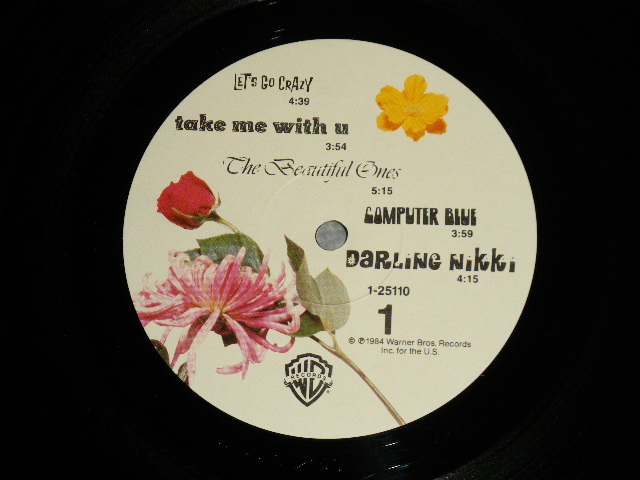 LET'S GO CRAZY
4:39
take me with u
3:54
The Beautiful Ones
5:15
COMPUTER BLUE
3:59
DARLING NIKKI
4:15
1-25110
1
© ℗1984 Warner Bros. Records
Inc. for the U.S.
WB
RECORDS
®